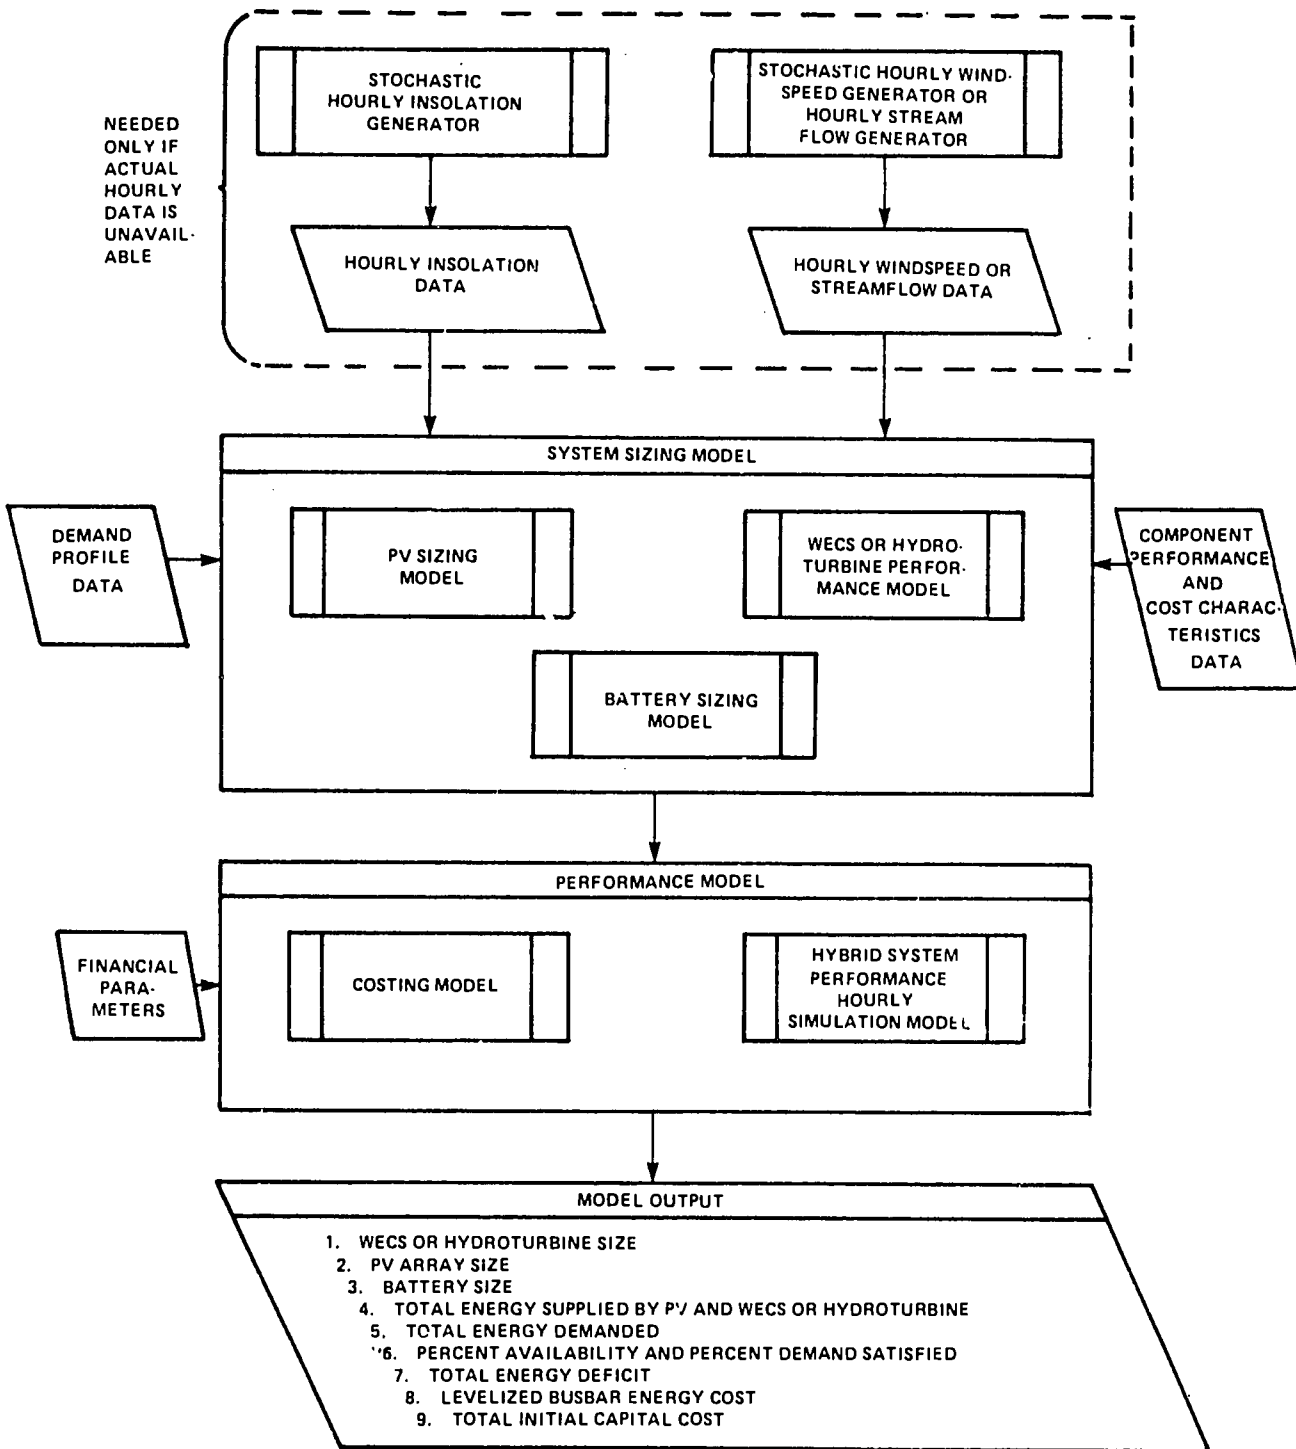 STOCHASTIC
HOURLY INSOLATION
GENERATOR
STOCHASTIC HOURLY WIND-
SPEED GENERATOR OR
HOURLY STREAM
FLOW GENERATOR
NEEDED
ONLY IF
ACTUAL
HOURLY
DATA IS
UNAVAIL-
ABLE
HOURLY INSOLATION
DATA
HOURLY WINDSPEED OR
STREAMFLOW DATA
SYSTEM SIZING MODEL
DEMAND
PROFILE
DATA
PV SIZING
MODEL
WECS OR HYDRO-
TURBINE PERFOR-
MANCE MODEL
COMPONENT
PERFORMANCE
AND
COST CHARAC-
TERISTICS
DATA
BATTERY SIZING
MODEL
PERFORMANCE MODEL
FINANCIAL
PARA-
METERS
COSTING MODEL
HYBRID SYSTEM
PERFORMANCE
HOURLY
SIMULATION MODEL
MODEL OUTPUT
1. WECS OR HYDROTURBINE SIZE
2. PV ARRAY SIZE
3. BATTERY SIZE
4. TOTAL ENERGY SUPPLIED BY PV AND WECS OR HYDROTURBINE
5. TOTAL ENERGY DEMANDED
6. PERCENT AVAILABILITY AND PERCENT DEMAND SATISFIED
7. TOTAL ENERGY DEFICIT
8. LEVELIZED BUSBAR ENERGY COST
9. TOTAL INITIAL CAPITAL COST